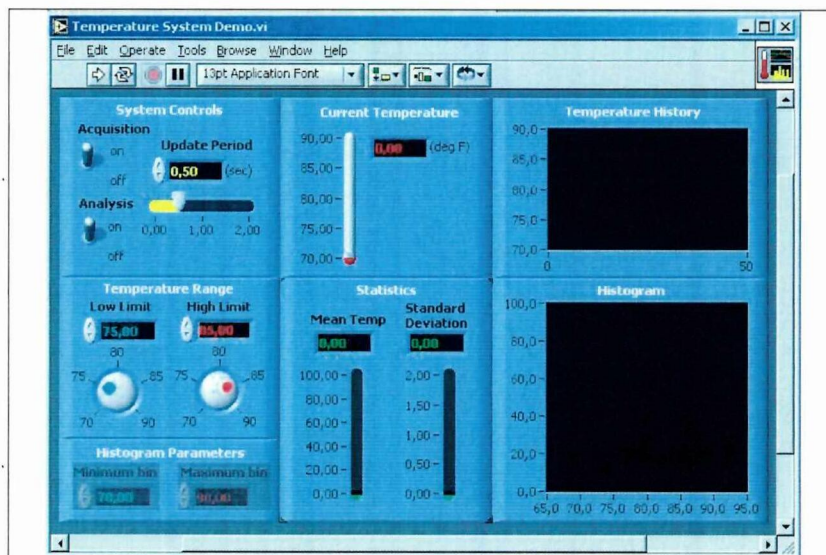 Temperature System Demo.vi
File Edit Operate Tools Browse Window Help
13pt Application Font
System Controls
Acquisition
on
off
Update Period
0,50 (sec)
0,00 1,00 2,00
Analysis
on
off
Current Temperature
90,00
85,00
80,00
75,00
70,00
0,00 (deg F)
Temperature History
90,0
85,0
80,0
75,0
70,0
0 50
Temperature Range
Low Limit High Limit
75,00 85,00
80 80
75 85 75 85
70 90 70 90
Statistics
Mean Temp
Standard
Deviation
0,00 0,00
100,00 2,00
80,00
1,50
60,00
1,00
40,00
0,50
20,00
0,00 0,00
Histogram
100,0
80,0
60,0
40,0
20,0
0,0
65,0 70,0 75,0 80,0 85,0 90,0 95,0
Histogram Parameters
Minimum bin Maximum bin
70,00 90,00